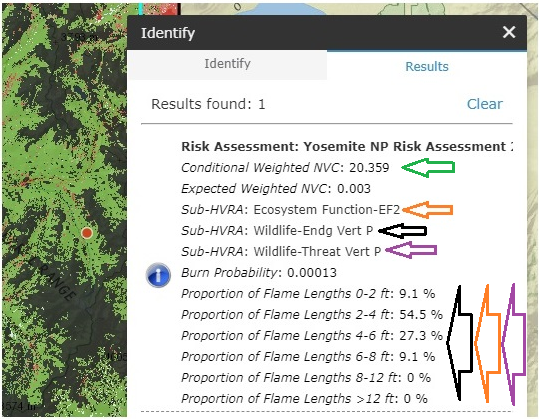 Identify
Identify
Results
Results found: 1
Clear
Risk Assessment: Yosemite NP Risk Assessment
Conditional Weighted NVC: 20.359
Expected Weighted NVC: 0.003
Sub-HVRA: Ecosystem Function-EF2
Sub-HVRA: Wildlife-Endg Vert P
Sub-HVRA: Wildlife-Threat Vert P
Burn Probability: 0.00013
Proportion of Flame Lengths 0-2 ft: 9.1 %
Proportion of Flame Lengths 2-4 ft: 54.5 %
Proportion of Flame Lengths 4-6 ft: 27.3 %
Proportion of Flame Lengths 6-8 ft: 9.1 %
Proportion of Flame Lengths 8-12 ft: 0 %
Proportion of Flame Lengths >12 ft: 0 %
RANGE